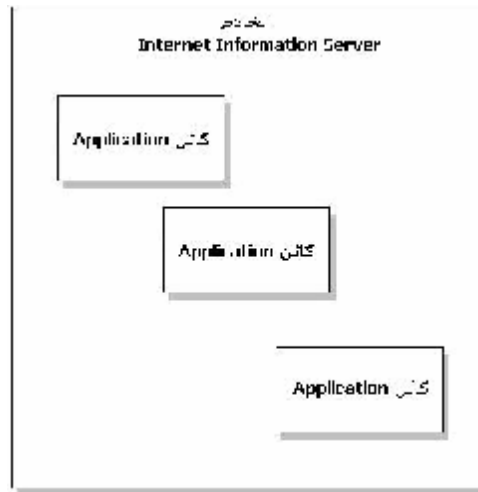 Internet Information Server
كائن Application
كائن Application
كائن Application